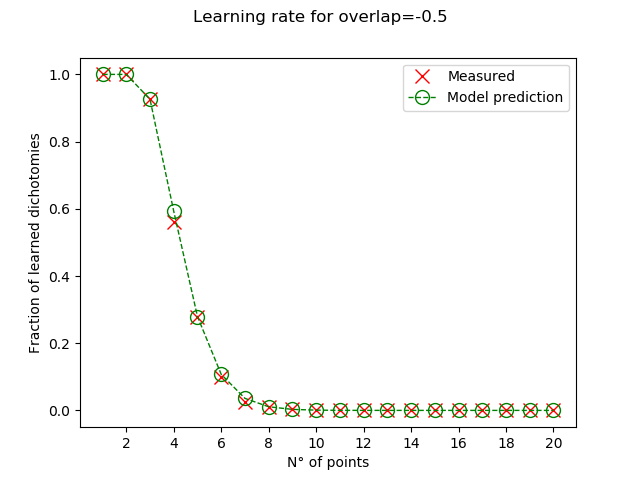 Learning rate for overlap=-0.5
Measured
Model prediction
1.0
0.8
0.6
0.4
0.2
0.0
Fraction of learned dichotomies
2 4 6 8 10 12 14 16 18 20
N° of points